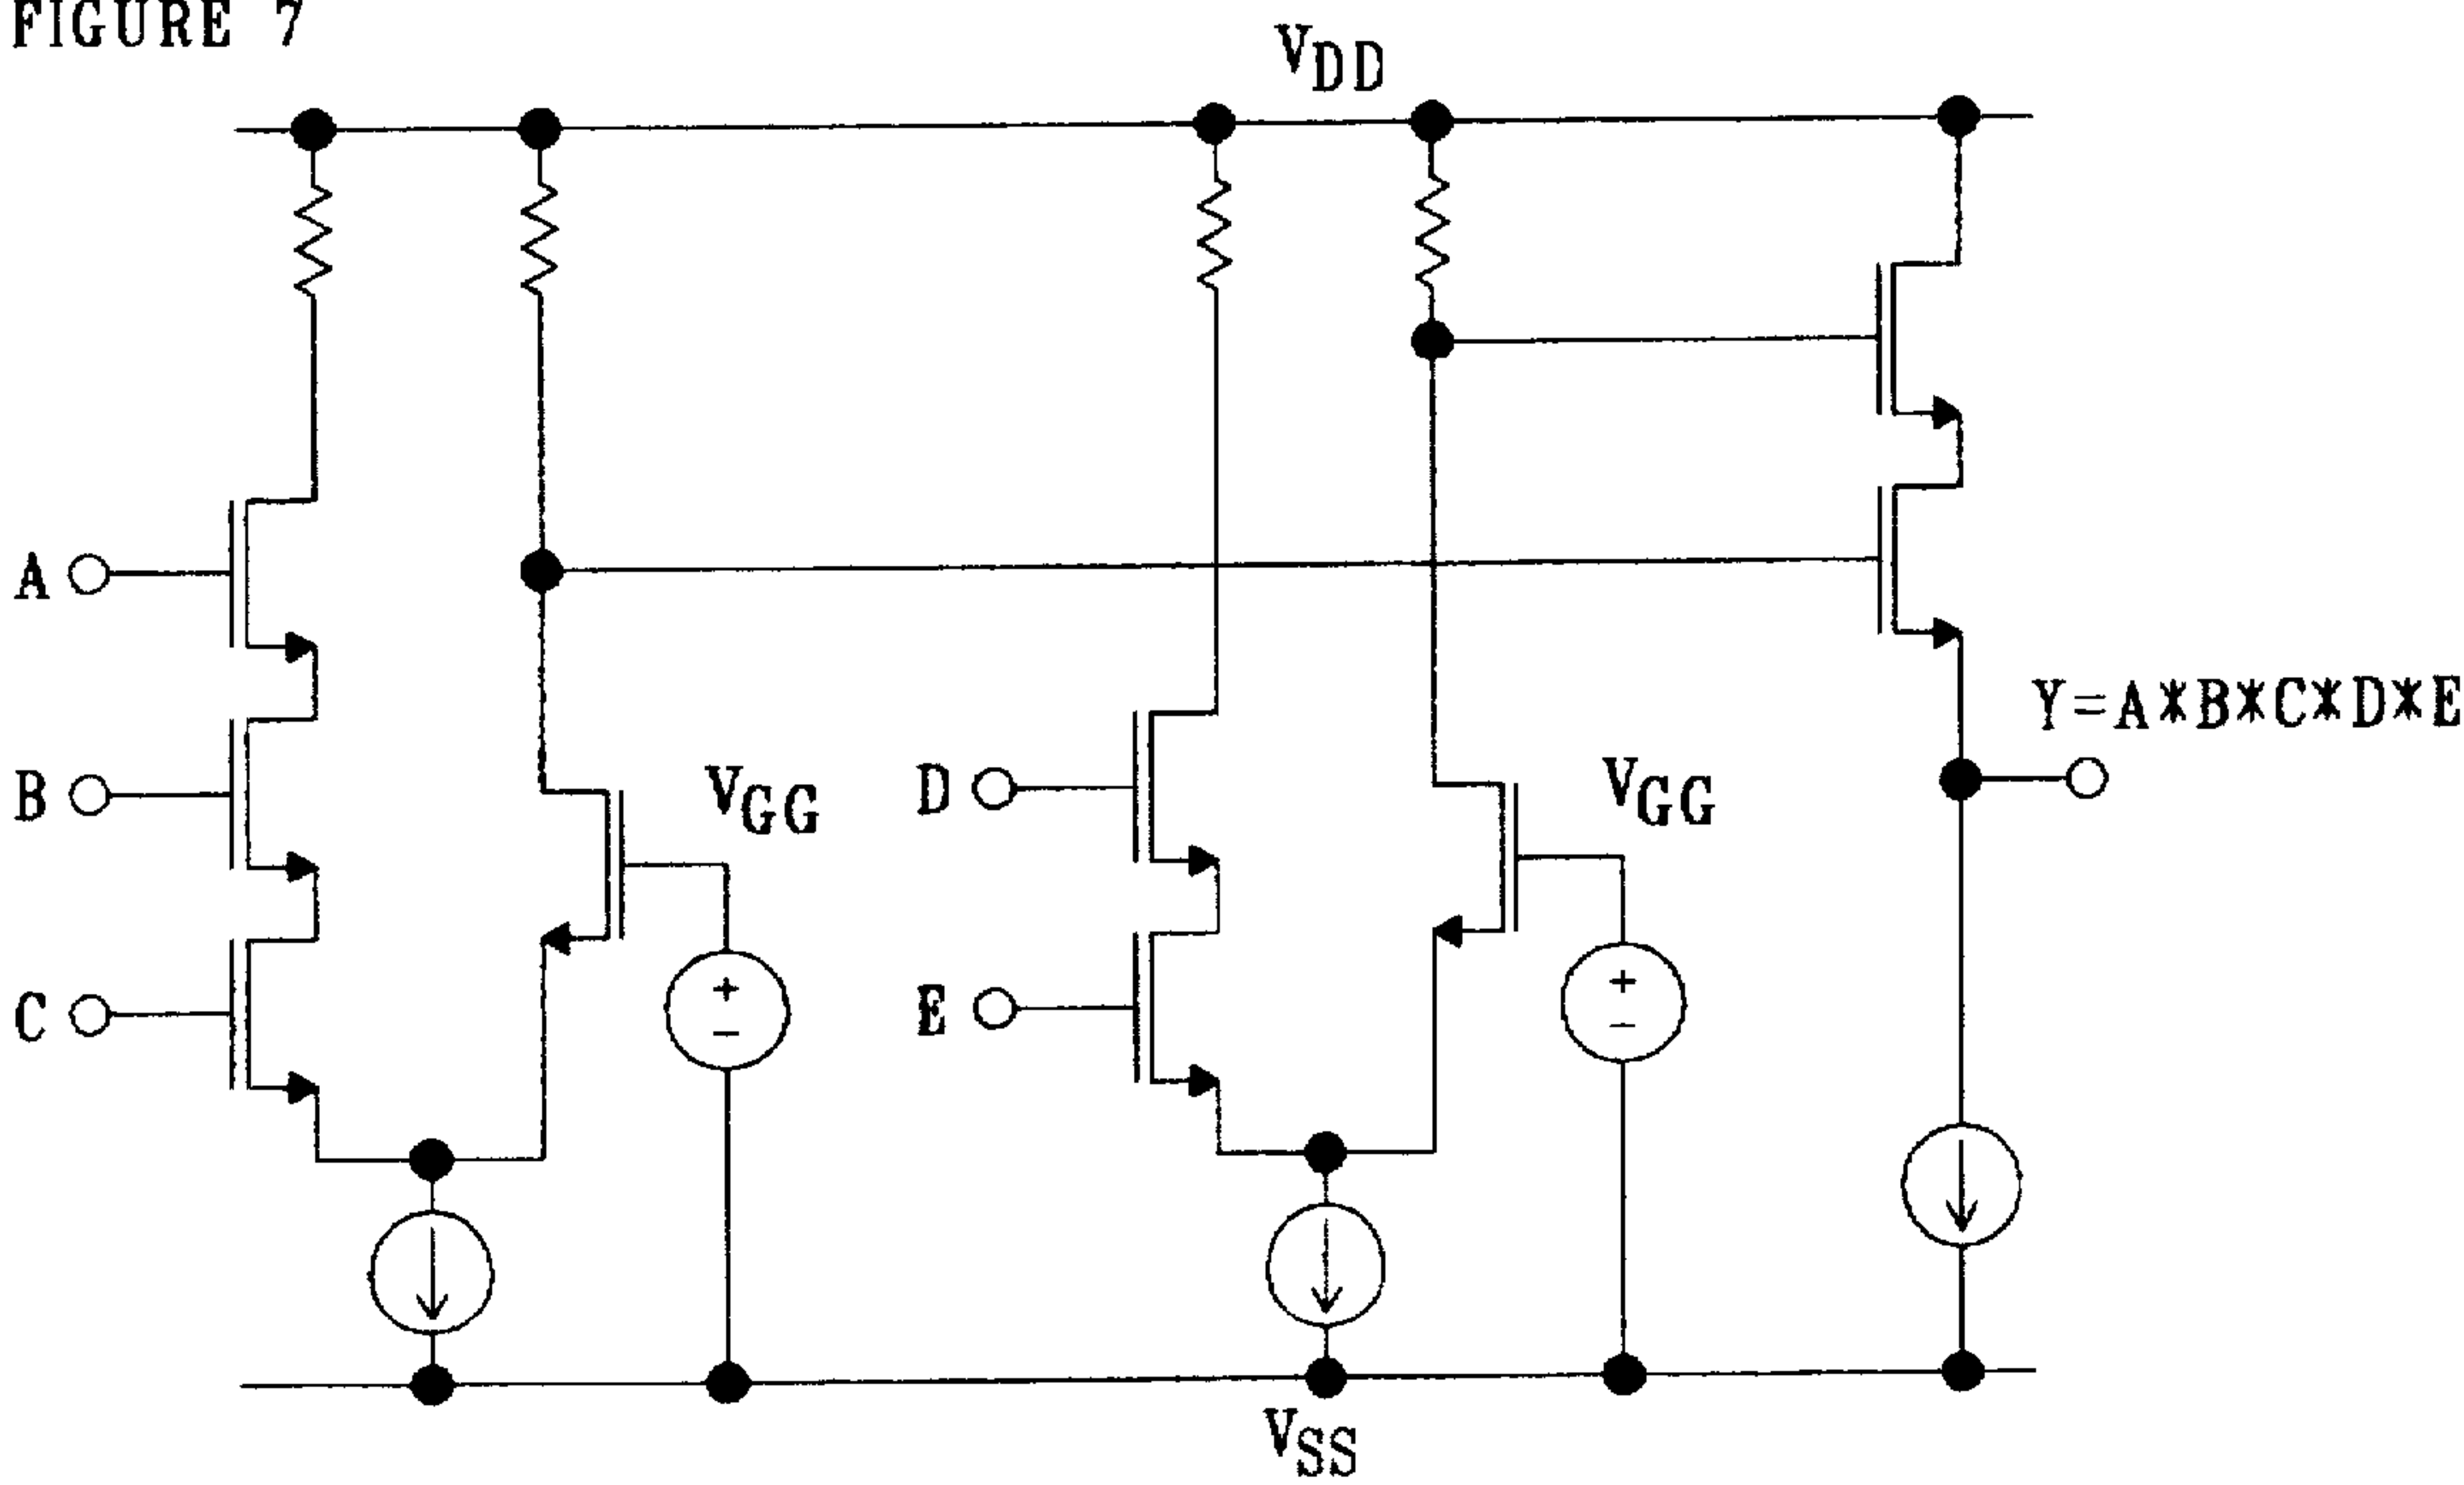 FIGURE 7
VDD
A
Y=A*B*C*D*E
B
VGG
D
VGG
C
+
−
E
+
−
VSS